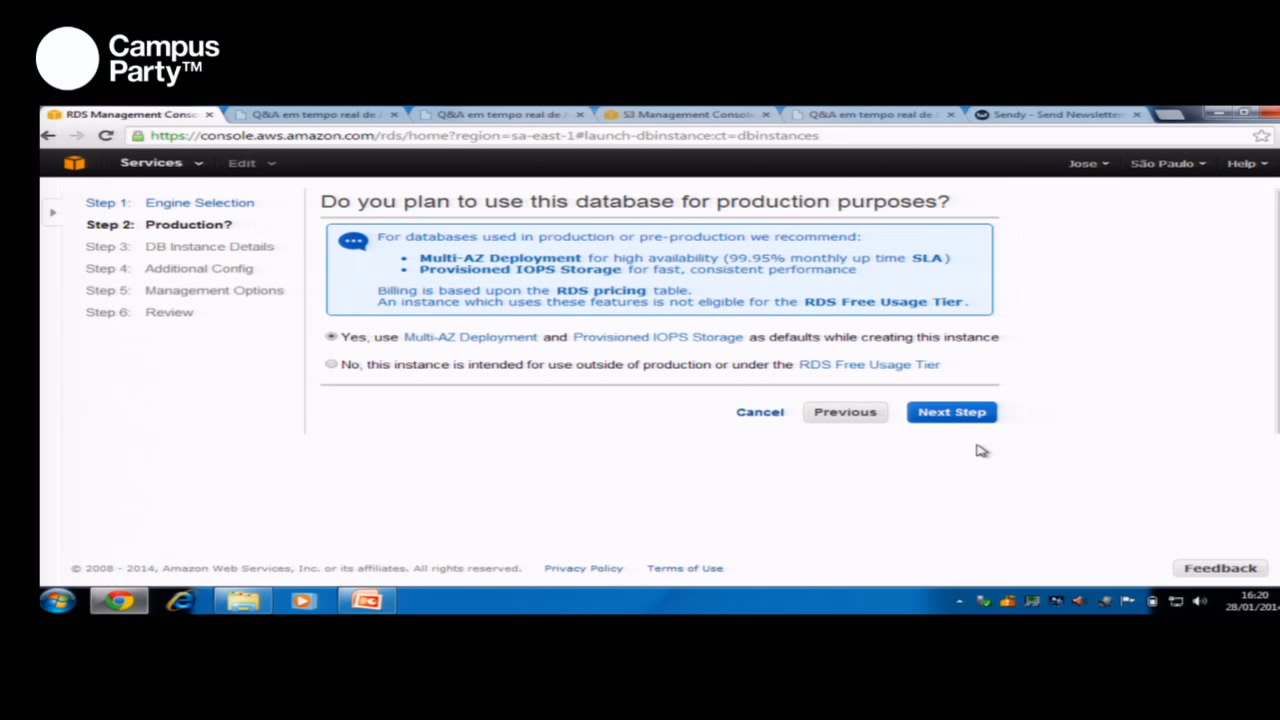 Campus
Party™
RDS Management Conso
Q&A em tempo real de
Q&A em tempo real de
S3 Management Console
Q&A em tempo real de
Sendy - Send Newsletter
https://console.aws.amazon.com/rds/home?region=sa-east-1#launch-dbinstance:ct=dbinstances
Services Edit Jose São Paulo Help
Step 1: Engine Selection
Step 2: Production?
Step 3: DB Instance Details
Step 4: Additional Config
Step 5: Management Options
Step 6: Review
Do you plan to use this database for production purposes?
For databases used in production or pre-production we recommend:
• Multi-AZ Deployment for high availability (99.95% monthly up time SLA)
• Provisioned IOPS Storage for fast, consistent performance
Billing is based upon the RDS pricing table.
An instance which uses these features is not eligible for the RDS Free Usage Tier.
Yes, use Multi-AZ Deployment and Provisioned IOPS Storage as defaults while creating this instance
No, this instance is intended for use outside of production or under the RDS Free Usage Tier
Cancel Previous Next Step
© 2008 - 2014, Amazon Web Services, Inc. or its affiliates. All rights reserved. Privacy Policy Terms of Use Feedback
16:20
28/01/2014